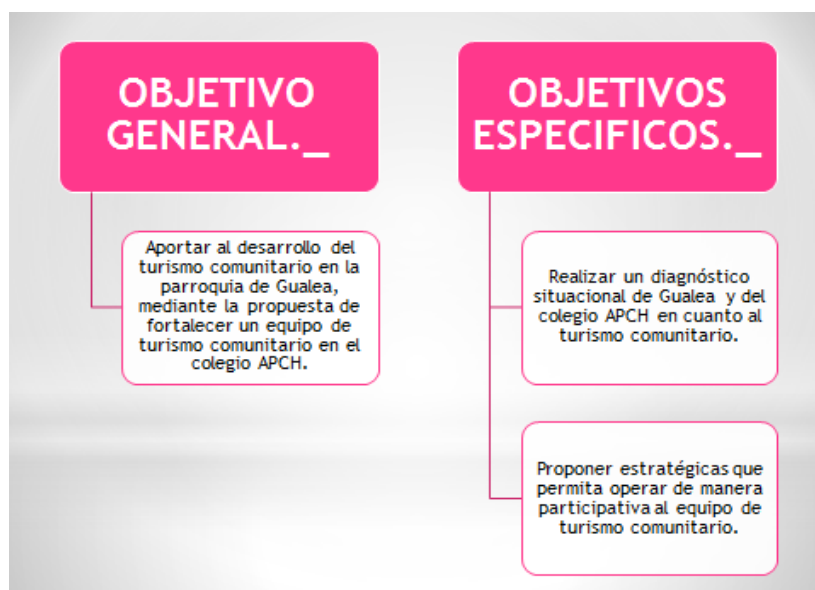 OBJETIVO
GENERAL._
Aportar al desarrollo del
turismo comunitario en la
parroquia de Gualea,
mediante la propuesta de
fortalecer un equipo de
turismo comunitario en el
colegio APCH.
OBJETIVOS
ESPECIFICOS._
Realizar un diagnóstico
situacional de Gualea y del
colegio APCH en cuanto al
turismo comunitario.
Proponer estratégicas que
permita operar de manera
participativa al equipo de
turismo comunitario.